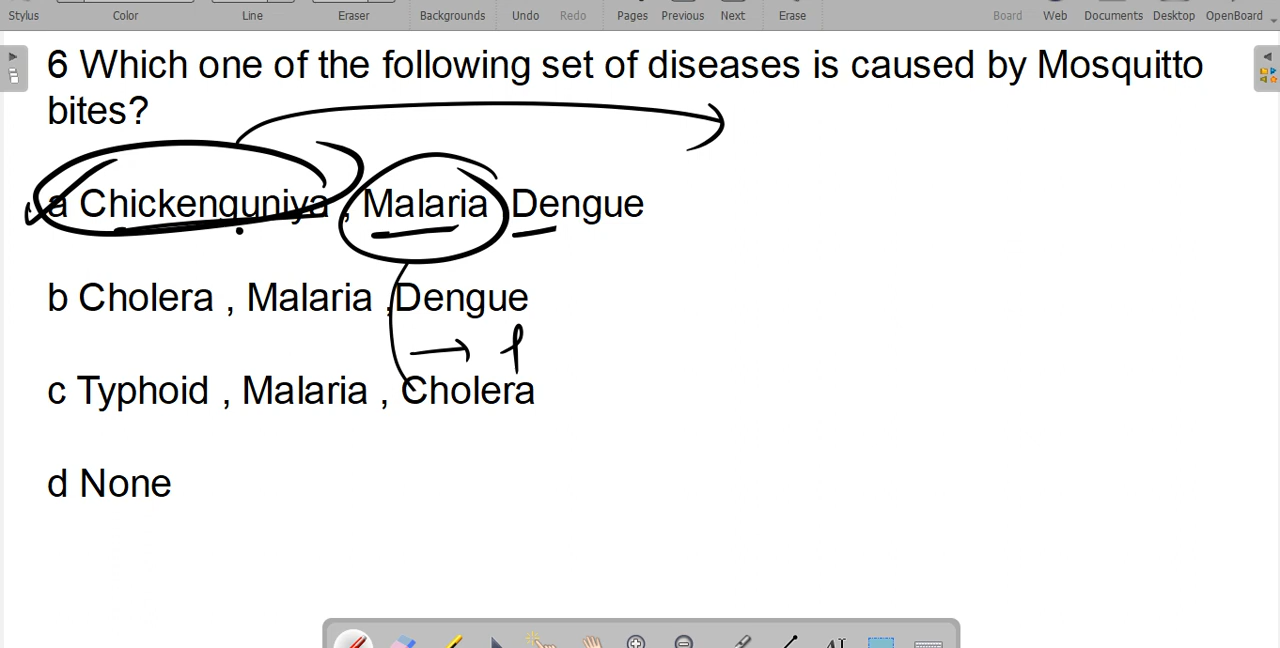 Stylus Color Line Eraser Backgrounds Undo Redo Pages Previous Next Erase Board Web Documents Desktop OpenBoard
6 Which one of the following set of diseases is caused by Mosquitto
bites?
a Chickenguniya , Malaria Dengue
b Cholera , Malaria ,Dengue
c Typhoid , Malaria , Cholera
d None